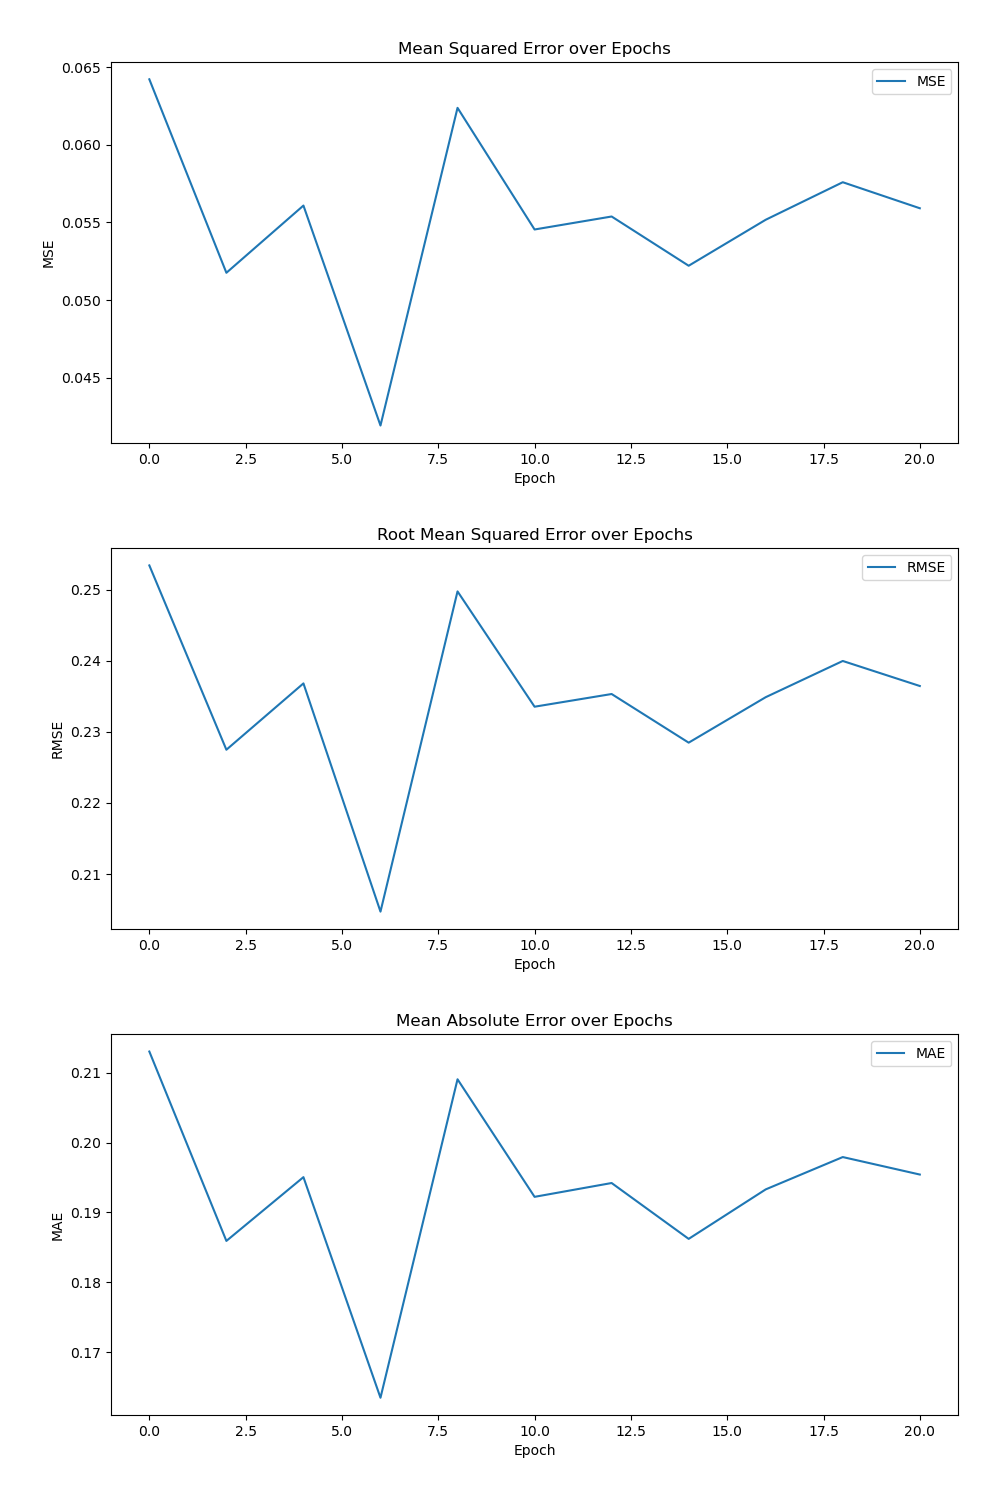 Mean Squared Error over Epochs
0.065
MSE
0.060
0.055
MSE
0.050
0.045
0.0 2.5 5.0 7.5 10.0 12.5 15.0 17.5 20.0
Epoch
Root Mean Squared Error over Epochs
RMSE
0.25
0.24
0.23
RMSE
0.22
0.21
0.0 2.5 5.0 7.5 10.0 12.5 15.0 17.5 20.0
Epoch
Mean Absolute Error over Epochs
MAE
0.21
0.20
0.19
MAE
0.18
0.17
0.0 2.5 5.0 7.5 10.0 12.5 15.0 17.5 20.0
Epoch